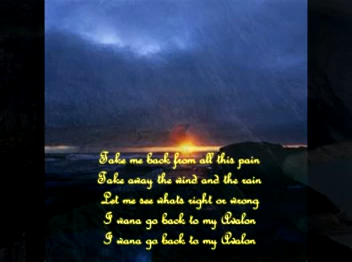 Take me back from all this pain
Take away the wind and the rain
Let me see whats right or wrong
I wana go back to my Avalon
I wana go back to my Avalon